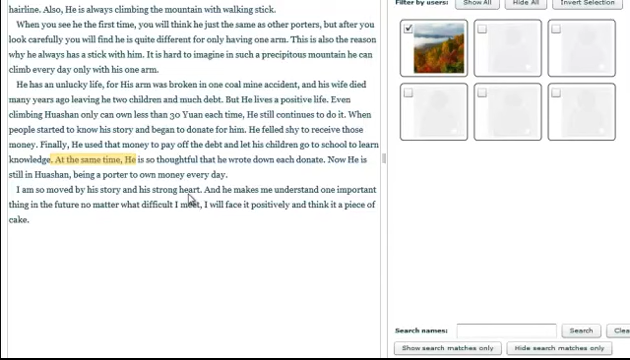 hairline. Also, He is always climbing the mountain with walking stick.
When you see he the first time, you will think he just the same as other porters, but after you
look carefully you will find he is quite different for only having one arm. This is also the reason
why he always has a stick with him. It is hard to imagine in such a precipitous mountain he can
climb every day only with his one arm.
He has an unlucky life, for His arm was broken in one coal mine accident, and his wife died
many years ago leaving he two children and much debt. But He lives a positive life. Even
climbing Huashan only can own less than 30 Yuan each time, He still continues to do it. When
people started to know his story and began to donate for him. He felled shy to receive those
money. Finally, He used that money to pay off the debt and let his children go to school to learn
knowledge. At the same time, He is so thoughtful that he wrote down each donate. Now He is
still in Huashan, being a porter to own money every day.
I am so moved by his story and his strong heart. And he makes me understand one important
thing in the future no matter what difficult I meet, I will face it positively and think it a piece of
cake.
Filter by users:
Show All
Hide All
Invert Selection
Search names:
Search
Clea
Show search matches only
Hide search matches only